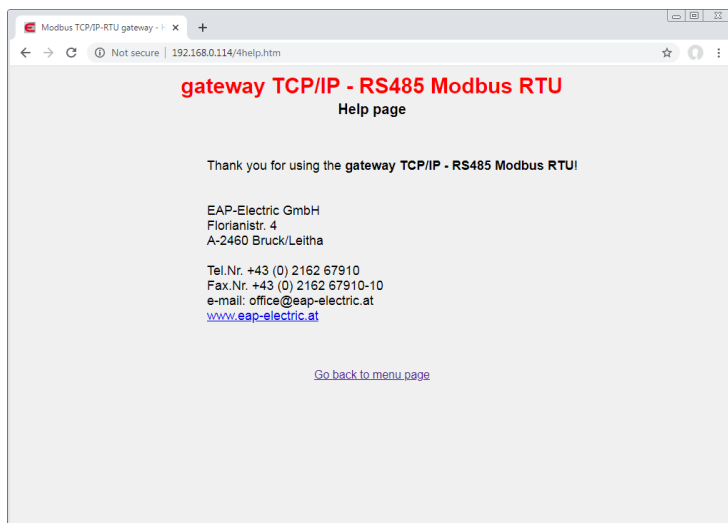 Modbus TCP/IP-RTU gateway - H
Not secure | 192.168.0.114/4help.htm
gateway TCP/IP - RS485 Modbus RTU
Help page
Thank you for using the gateway TCP/IP - RS485 Modbus RTU!
EAP-Electric GmbH
Florianistr. 4
A-2460 Bruck/Leitha
Tel.Nr. +43 (0) 2162 67910
Fax.Nr. +43 (0) 2162 67910-10
e-mail: office@eap-electric.at
www.eap-electric.at
Go back to menu page